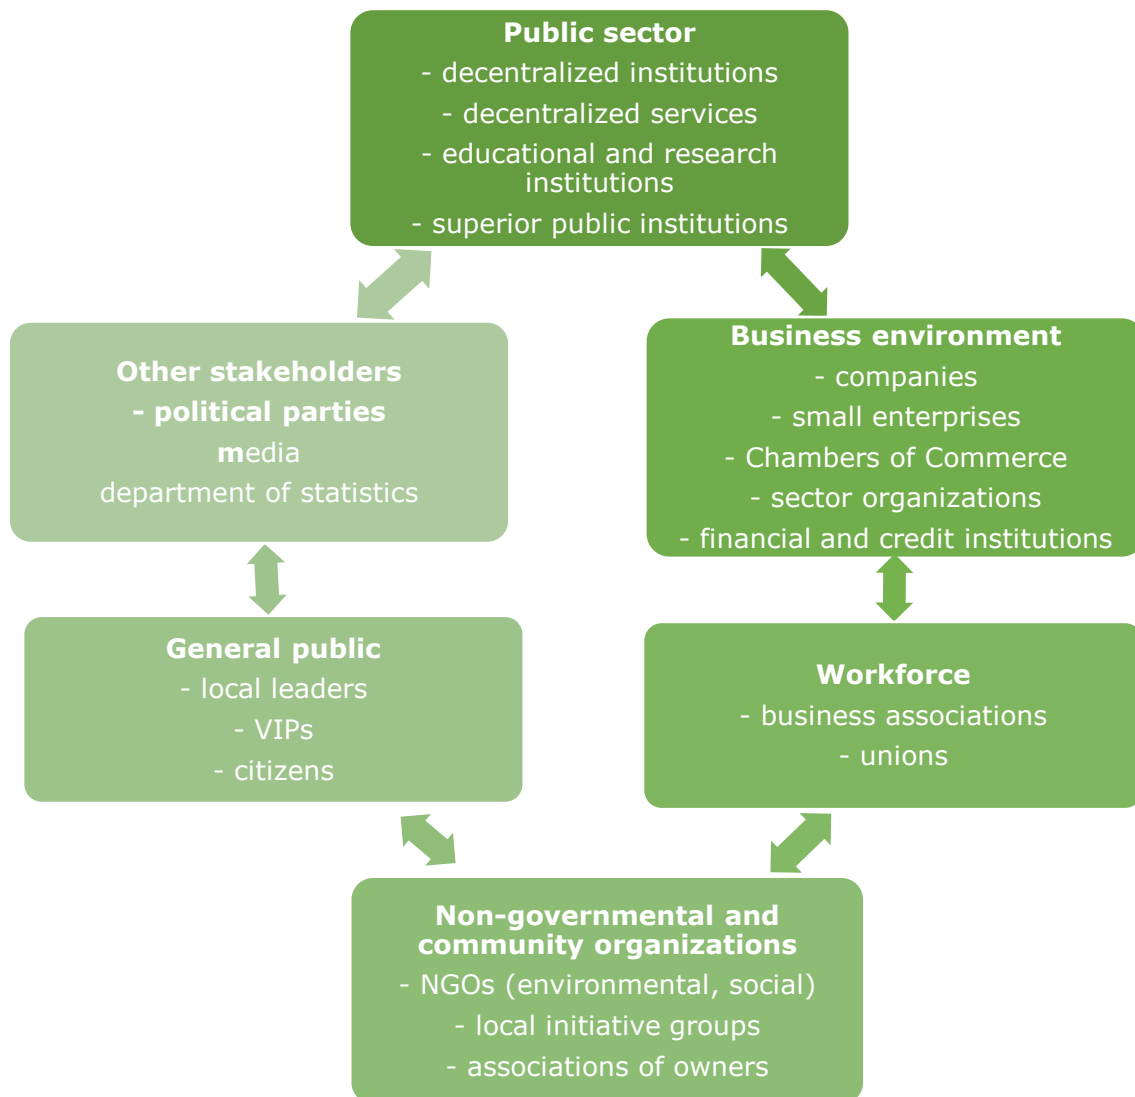 Public sector
- decentralized institutions
- decentralized services
- educational and research
institutions
- superior public institutions
Other stakeholders
- political parties
media
department of statistics
Business environment
- companies
- small enterprises
- Chambers of Commerce
- sector organizations
- financial and credit institutions
General public
- local leaders
- VIPs
- citizens
Workforce
- business associations
- unions
Non-governmental and
community organizations
- NGOs (environmental, social)
- local initiative groups
- associations of owners